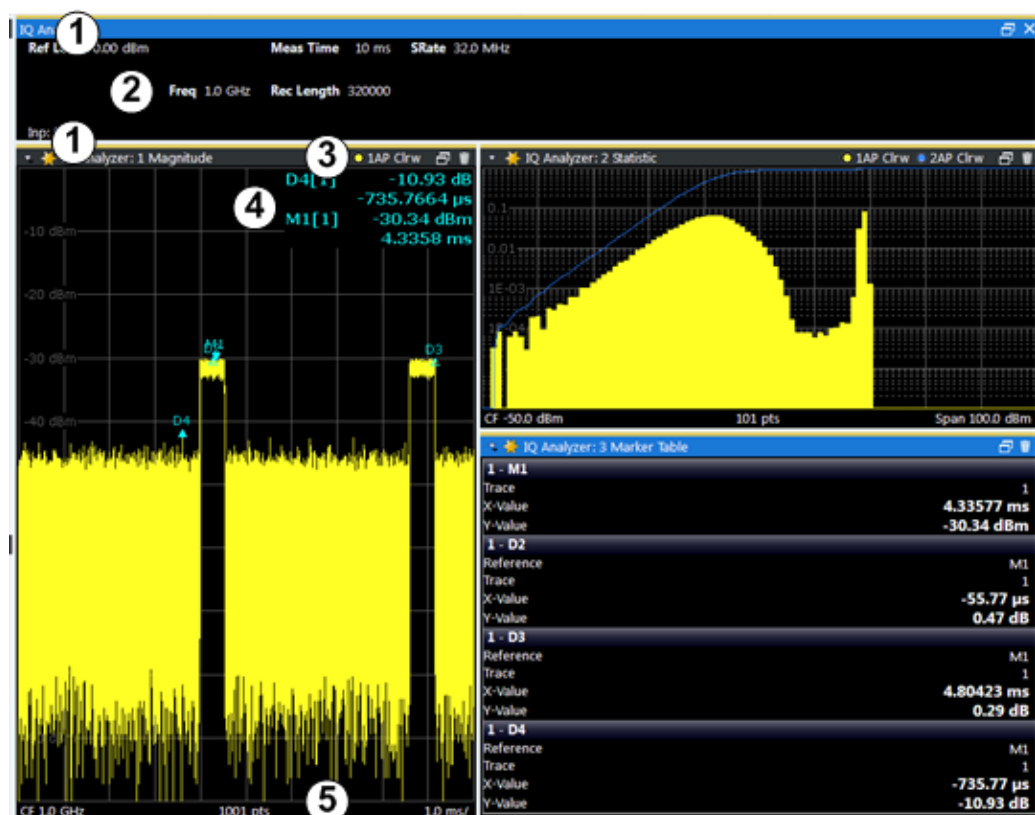 IQ An
1
Ref L 0.00 dBm Meas Time 10 ms SRate 32.0 MHz
2 Freq 1.0 GHz Rec Length 320000
Inp:
1
alyzer: 1 Magnitude 3 1AP Clrw
D4[1] -10.93 dB
-735.7664 µs
4
M1[1] -30.34 dBm
4.3358 ms
-10 dBm
-20 dBm
-30 dBm
M1
D3
-40 dBm
D4
5
CF 1.0 GHz 1001 pts 1.0 ms/
IQ Analyzer: 2 Statistic 1AP Clrw 2AP Clrw
0.1
0.01
1E-03
CF -50.0 dBm 101 pts Span 100.0 dBm
IQ Analyzer: 3 Marker Table
1 - M1
Trace 1
X-Value 4.33577 ms
Y-Value -30.34 dBm
1 - D2
Reference M1
Trace 1
X-Value -55.77 µs
Y-Value 0.47 dB
1 - D3
Reference M1
Trace 1
X-Value 4.80423 ms
Y-Value 0.29 dB
1 - D4
Reference M1
Trace 1
X-Value -735.77 µs
Y-Value -10.93 dB